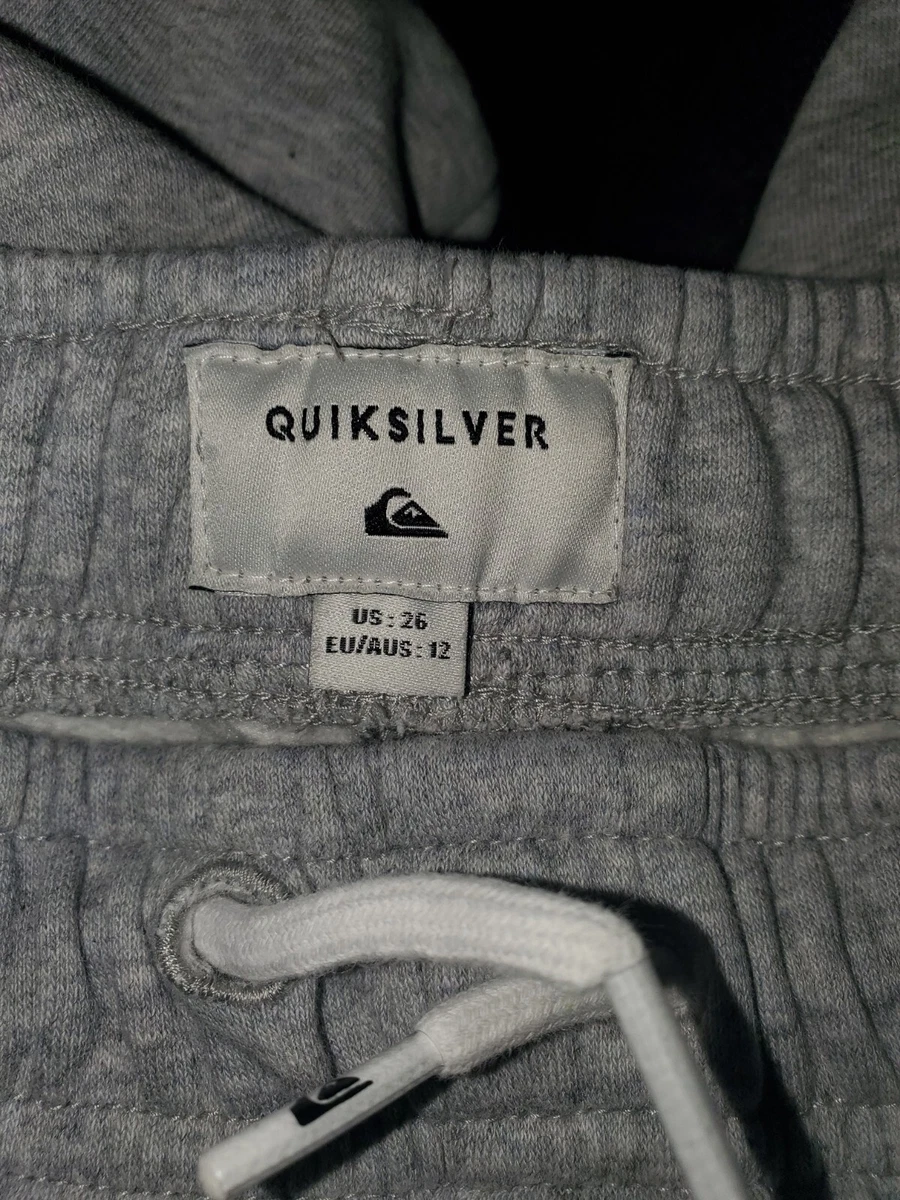 QUIKSILVER
US : 26
EU/AUS : 12